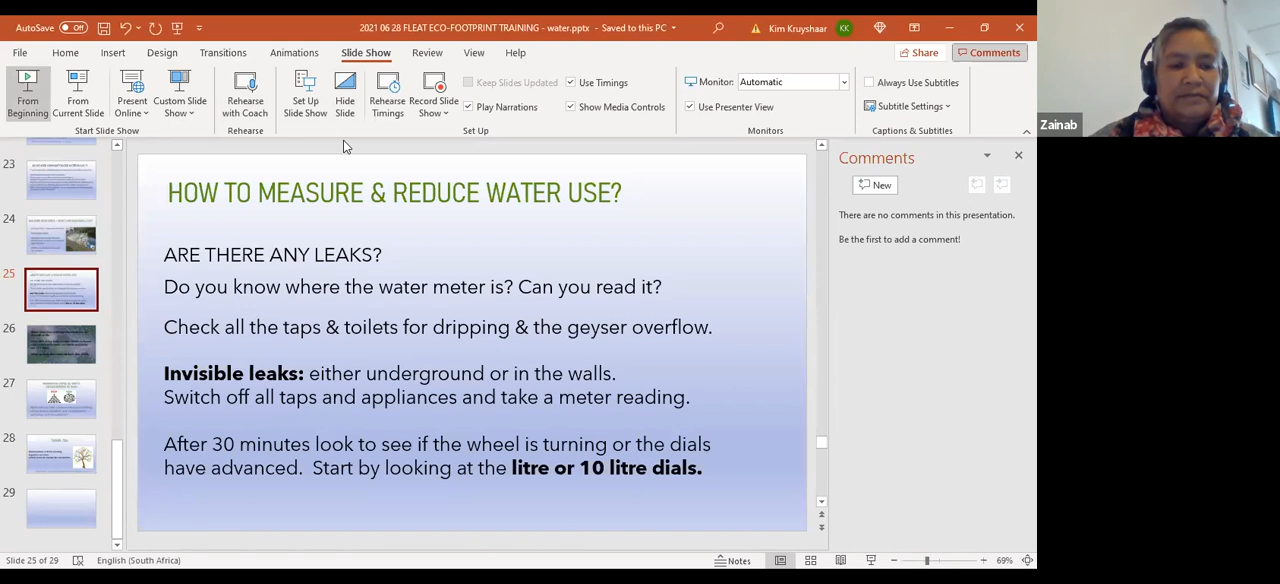 AutoSave Off 2021 06 28 FLEAT ECO-FOOTPRINT TRAINING - water.pptx - Saved to this PC Kim Kruyshaar KK
File Home Insert Design Transitions Animations Slide Show Review View Help Share Comments
From Beginning
From Current Slide
Present Online
Custom Slide Show
Start Slide Show
Rehearse with Coach
Rehearse
Set Up Slide Show
Hide Slide
Rehearse Timings
Record Slide Show
Keep Slides Updated
Play Narrations
Use Timings
Show Media Controls
Set Up
Monitor: Automatic
Use Presenter View
Monitors
Always Use Subtitles
Subtitle Settings
Captions & Subtitles
Zainab
23
24
25
26
27
28
29
HOW TO MEASURE & REDUCE WATER USE?
ARE THERE ANY LEAKS?
Do you know where the water meter is? Can you read it?
Check all the taps & toilets for dripping & the geyser overflow.
Invisible leaks: either underground or in the walls.
Switch off all taps and appliances and take a meter reading.
After 30 minutes look to see if the wheel is turning or the dials
have advanced. Start by looking at the litre or 10 litre dials.
Comments
New
There are no comments in this presentation.
Be the first to add a comment!
Slide 25 of 29 English (South Africa) Notes 69%